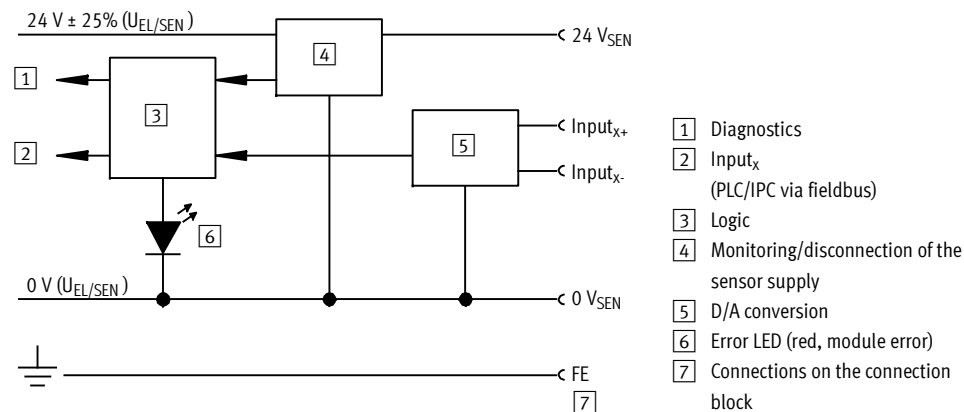 24 V ± 25% (U_EL/SEN)
4
24 V_SEN
1
3
2
5
Input_x+
Input_x-
6
0 V (U_EL/SEN)
0 V_SEN
FE
7
1 Diagnostics
2 Input_x
(PLC/IPC via fieldbus)
3 Logic
4 Monitoring/disconnection of the
sensor supply
5 D/A conversion
6 Error LED (red, module error)
7 Connections on the connection
block